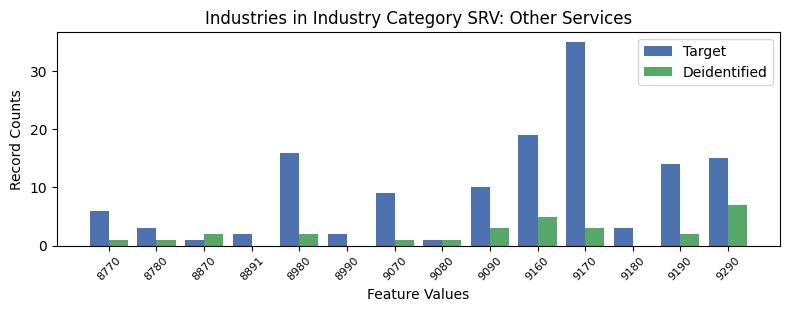 Industries in Industry Category SRV: Other Services
Target
Deidentified
Record Counts
30
20
10
0
8770 8780 8870 8891 8980 8990 9070 9080 9090 9160 9170 9180 9190 9290
Feature Values